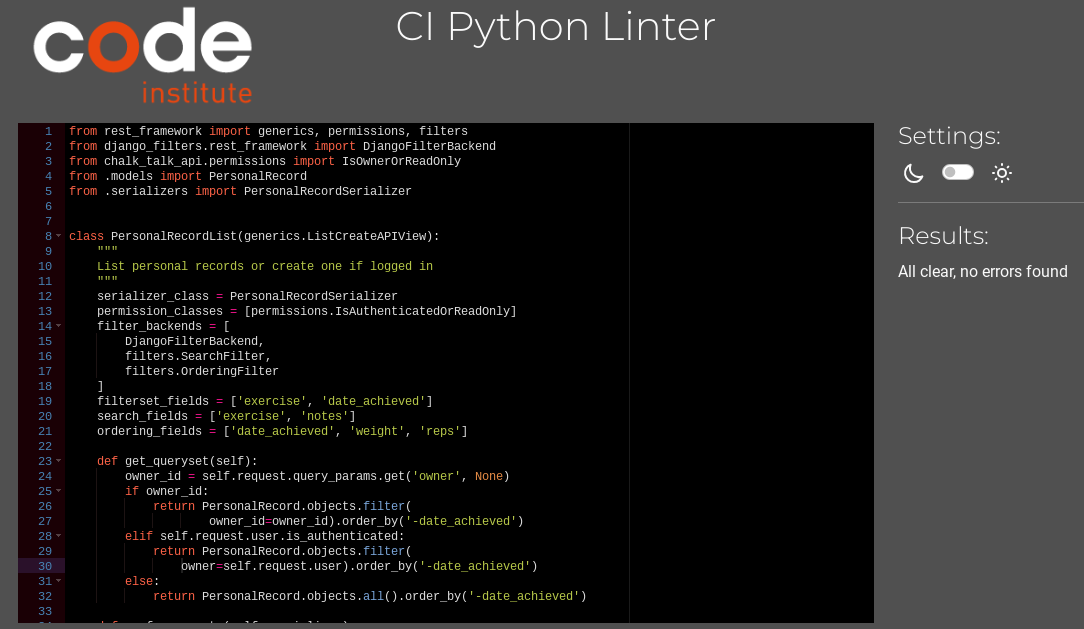 code
institute
CI Python Linter
1 from rest_framework import generics, permissions, filters
2 from django_filters.rest_framework import DjangoFilterBackend
3 from chalk_talk_api.permissions import IsOwnerOrReadOnly
4 from .models import PersonalRecord
5 from .serializers import PersonalRecordSerializer
6
7
8 class PersonalRecordList(generics.ListCreateAPIView):
9     """
10     List personal records or create one if logged in
11     """
12     serializer_class = PersonalRecordSerializer
13     permission_classes = [permissions.IsAuthenticatedOrReadOnly]
14     filter_backends = [
15         DjangoFilterBackend,
16         filters.SearchFilter,
17         filters.OrderingFilter
18     ]
19     filterset_fields = ['exercise', 'date_achieved']
20     search_fields = ['exercise', 'notes']
21     ordering_fields = ['date_achieved', 'weight', 'reps']
22
23     def get_queryset(self):
24         owner_id = self.request.query_params.get('owner', None)
25         if owner_id:
26             return PersonalRecord.objects.filter(
27                     owner_id=owner_id).order_by('-date_achieved')
28         elif self.request.user.is_authenticated:
29             return PersonalRecord.objects.filter(
30                 owner=self.request.user).order_by('-date_achieved')
31         else:
32             return PersonalRecord.objects.all().order_by('-date_achieved')
33
Settings:
Results:
All clear, no errors found